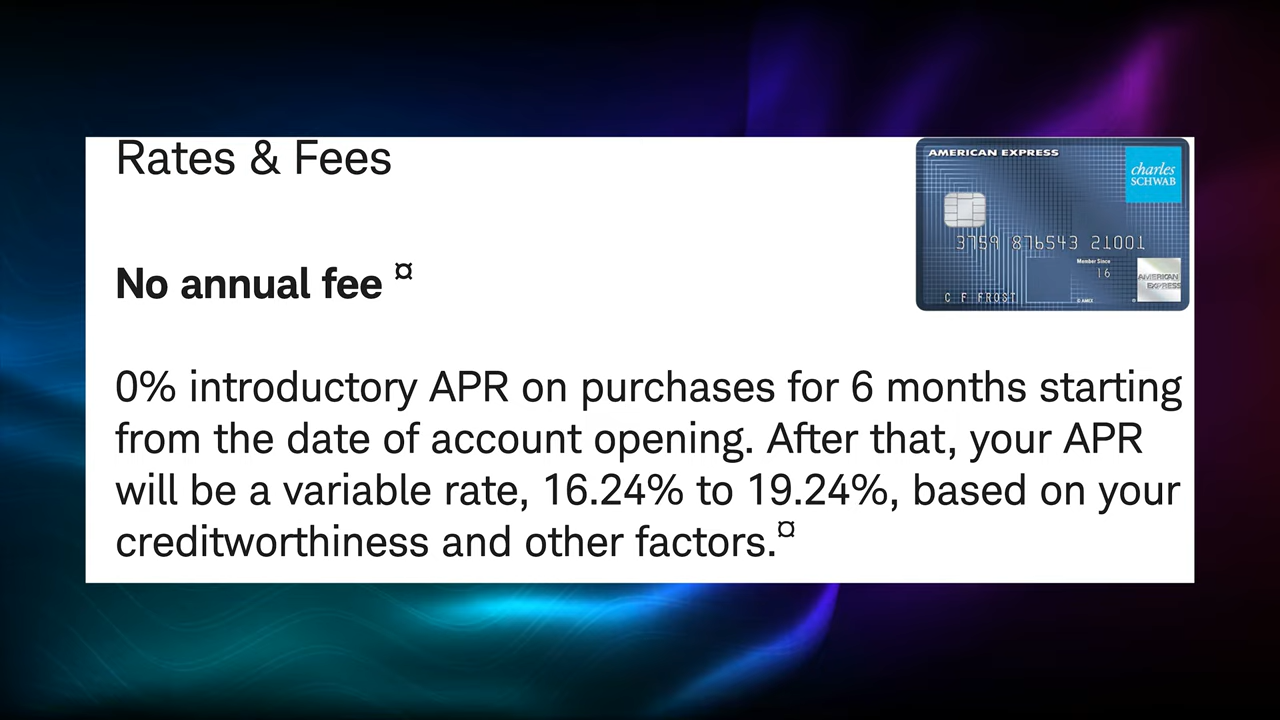 Rates & Fees
No annual fee ¤
0% introductory APR on purchases for 6 months starting
from the date of account opening. After that, your APR
will be a variable rate, 16.24% to 19.24%, based on your
creditworthiness and other factors.¤
AMERICAN EXPRESS
charles
SCHWAB
3759 876543 21001
Member Since
16
AMERICAN
EXPRESS
C F FROST
© AMEX